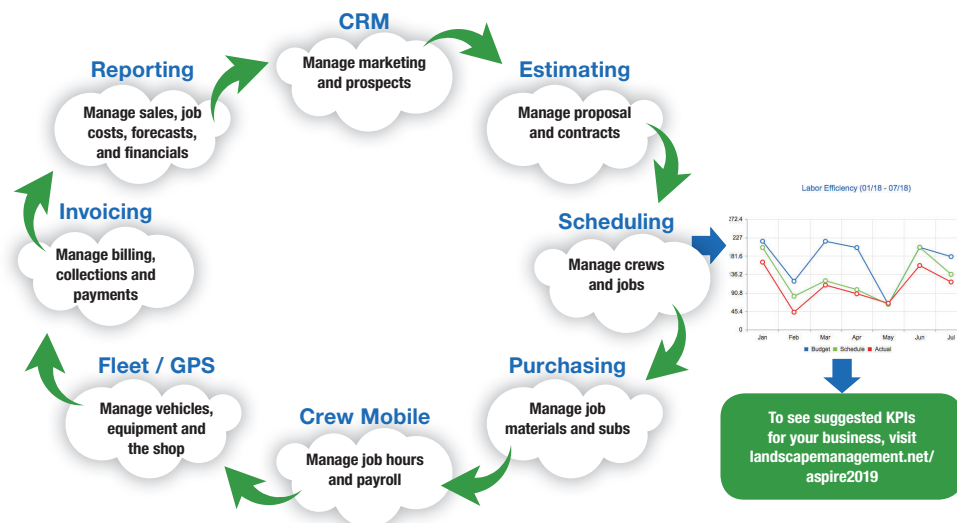 CRM
Manage marketing
and prospects
Estimating
Manage proposal
and contracts
Scheduling
Manage crews
and jobs
Labor Efficiency (01/18 - 07/18)
272.4
227
181.6
136.2
90.8
45.4
0
Jan Feb Mar Apr May Jun Jul
Budget Schedule Actual
To see suggested KPIs
for your business, visit
landscapemanagement.net/
aspire2019
Purchasing
Manage job
materials and subs
Crew Mobile
Manage job hours
and payroll
Fleet / GPS
Manage vehicles,
equipment and
the shop
Invoicing
Manage billing,
collections and
payments
Reporting
Manage sales, job
costs, forecasts,
and financials